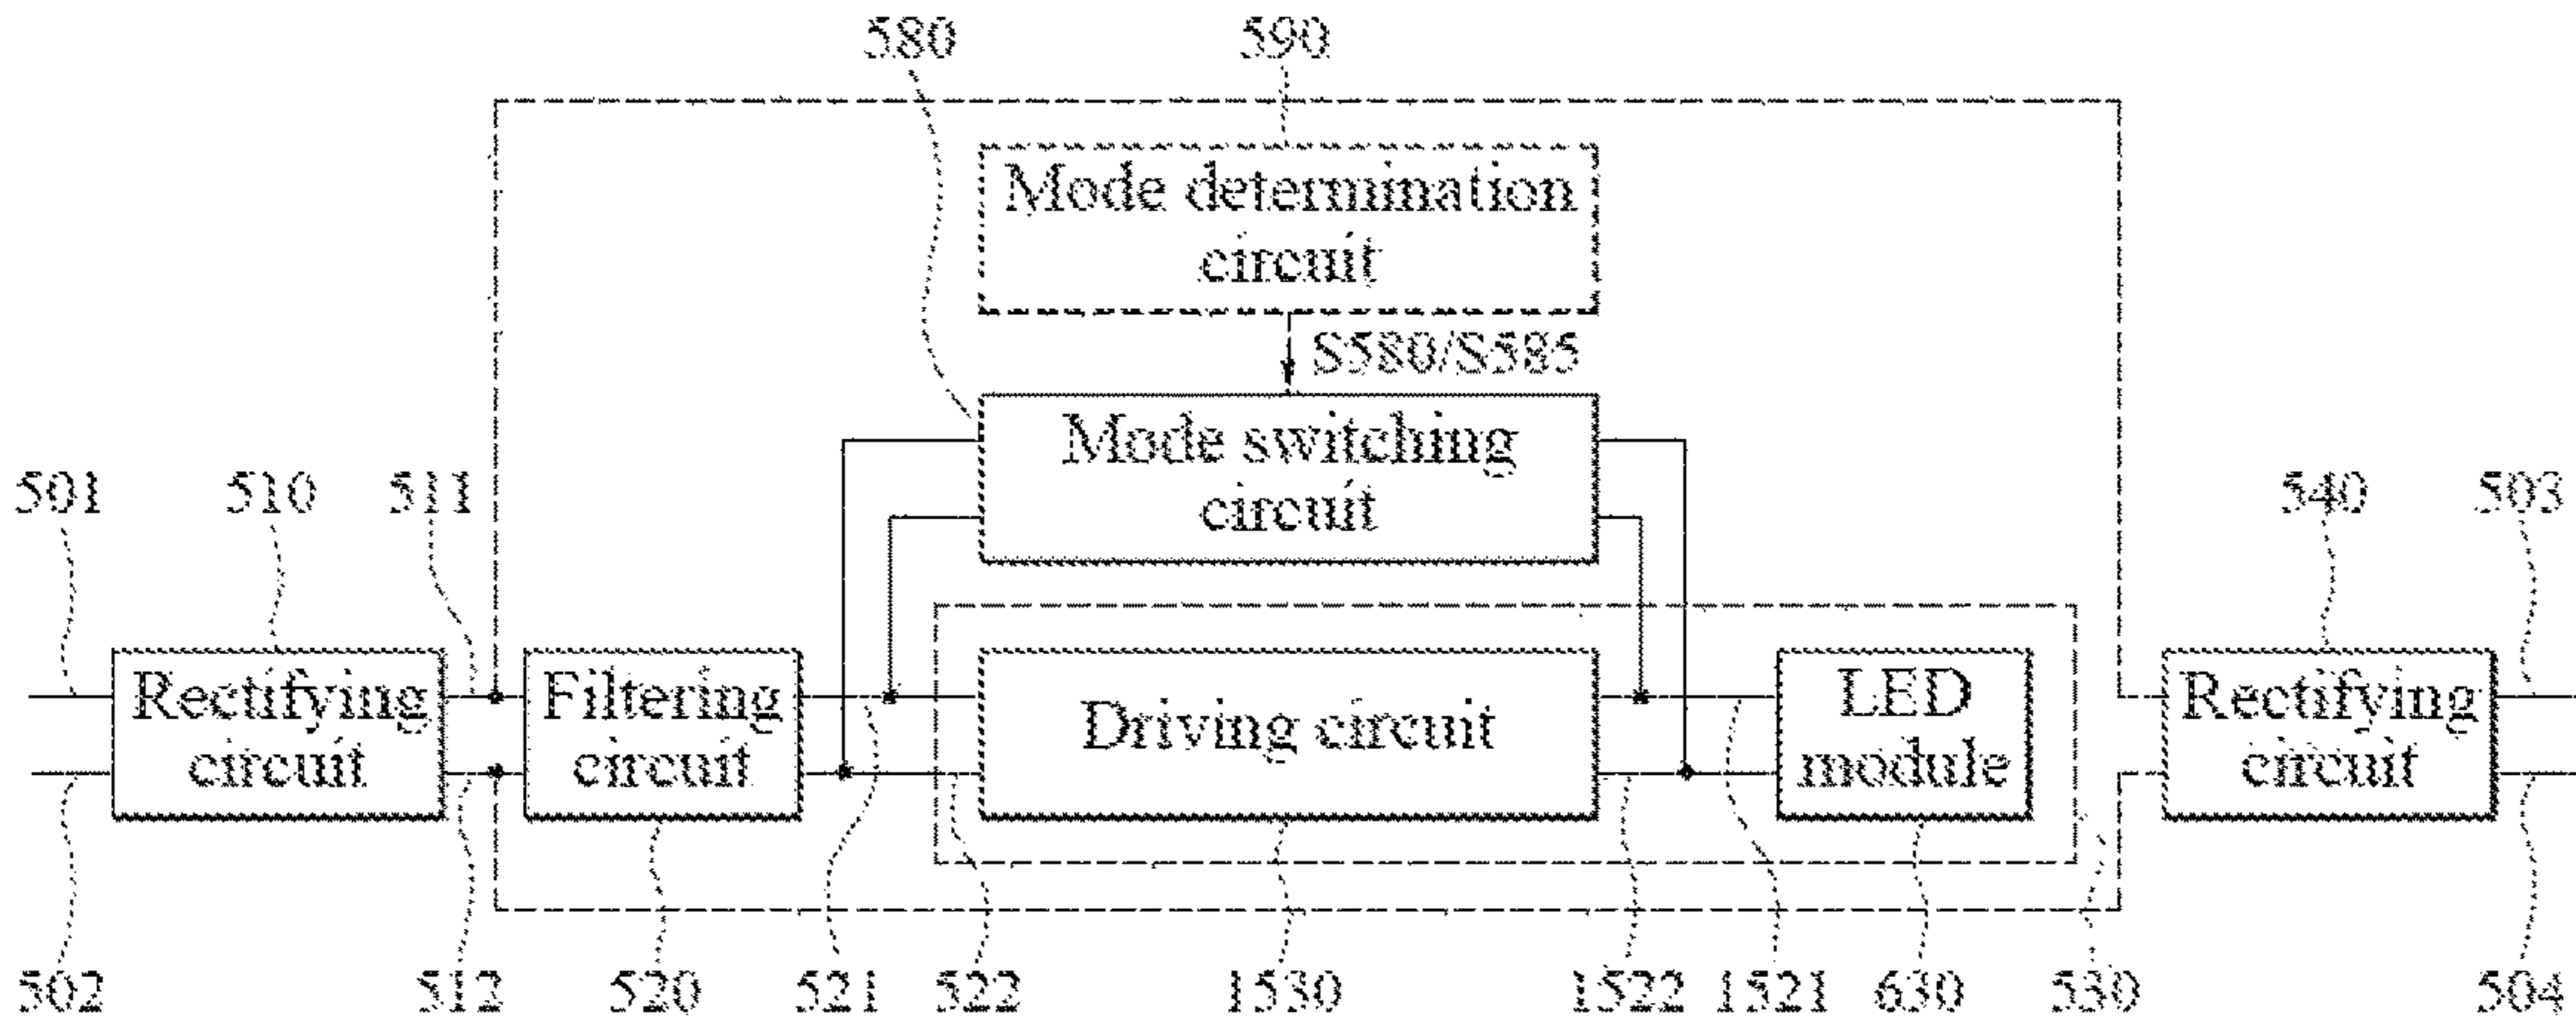 580
590
Mode determination
circuit
S580/S585
Mode switching
circuit
501
510
511
540
503
Rectifying
circuit
Filtering
circuit
Driving circuit
LED
module
Rectifying
circuit
502
512
520
521
522
1530
1522
1521
630
530
504